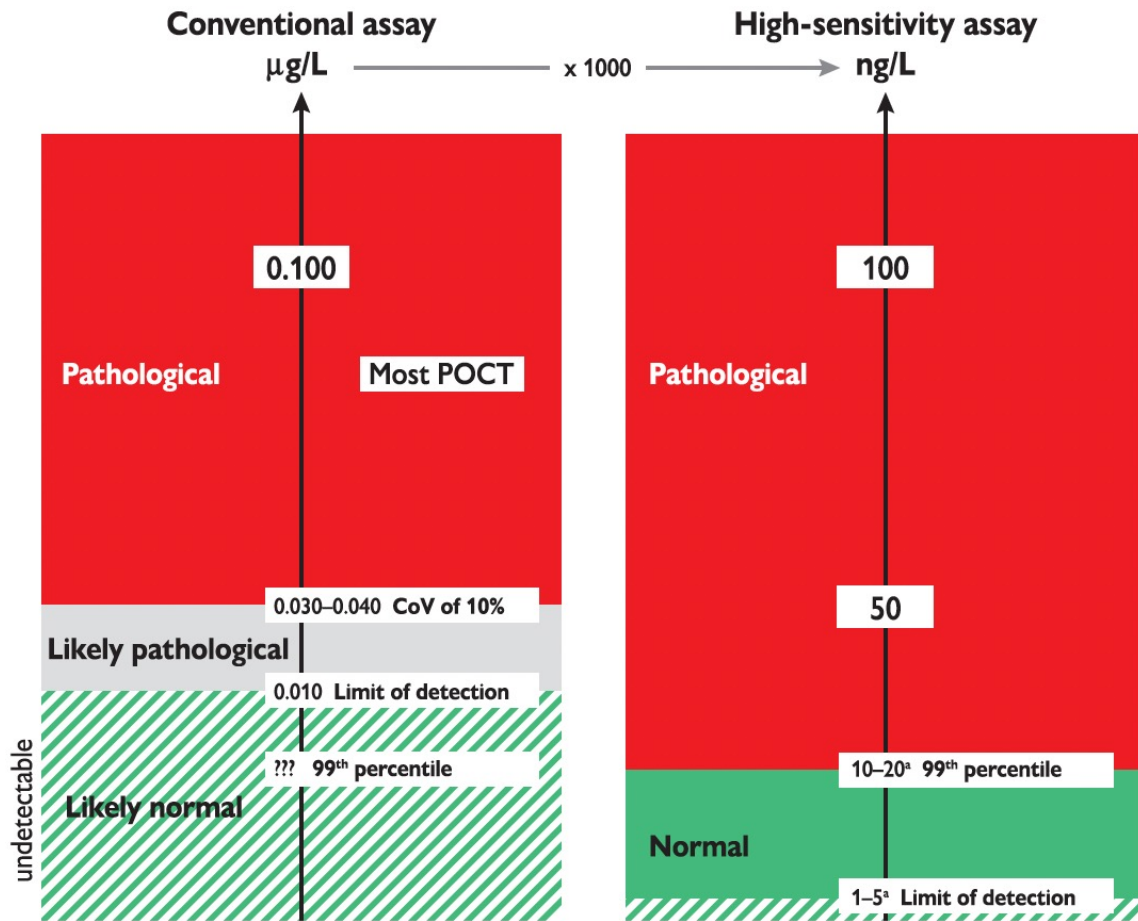 Conventional assay
High-sensitivity assay
μg/L
x 1000
ng/L
0.100
100
Pathological
Most POCT
Pathological
0.030–0.040 CoV of 10%
50
Likely pathological
0.010 Limit of detection
undetectable
??? 99th percentile
10–20ª 99th percentile
Likely normal
Normal
1–5ª Limit of detection